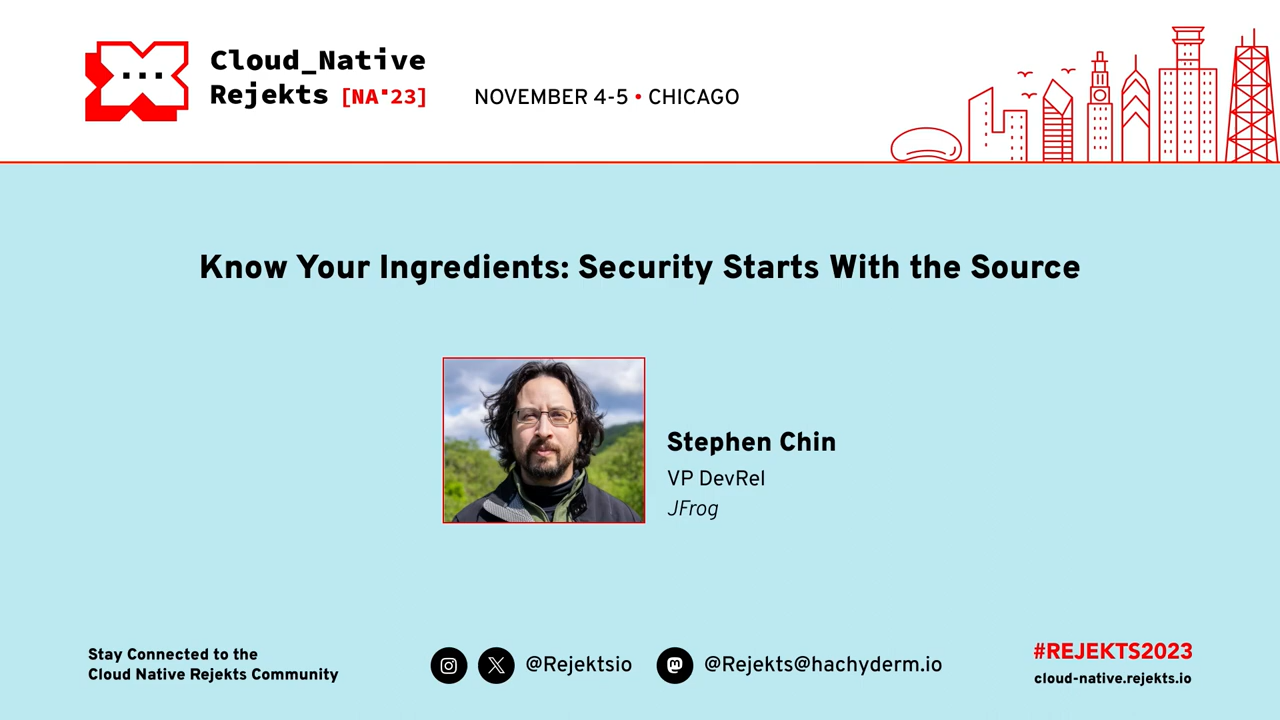 Cloud_Native
Rejekts [NA'23]
NOVEMBER 4-5 • CHICAGO
Know Your Ingredients: Security Starts With the Source
Stephen Chin
VP DevRel
JFrog
Stay Connected to the
Cloud Native Rejekts Community
@Rejektsio
@Rejekts@hachyderm.io
#REJEKTS2023
cloud-native.rejekts.io